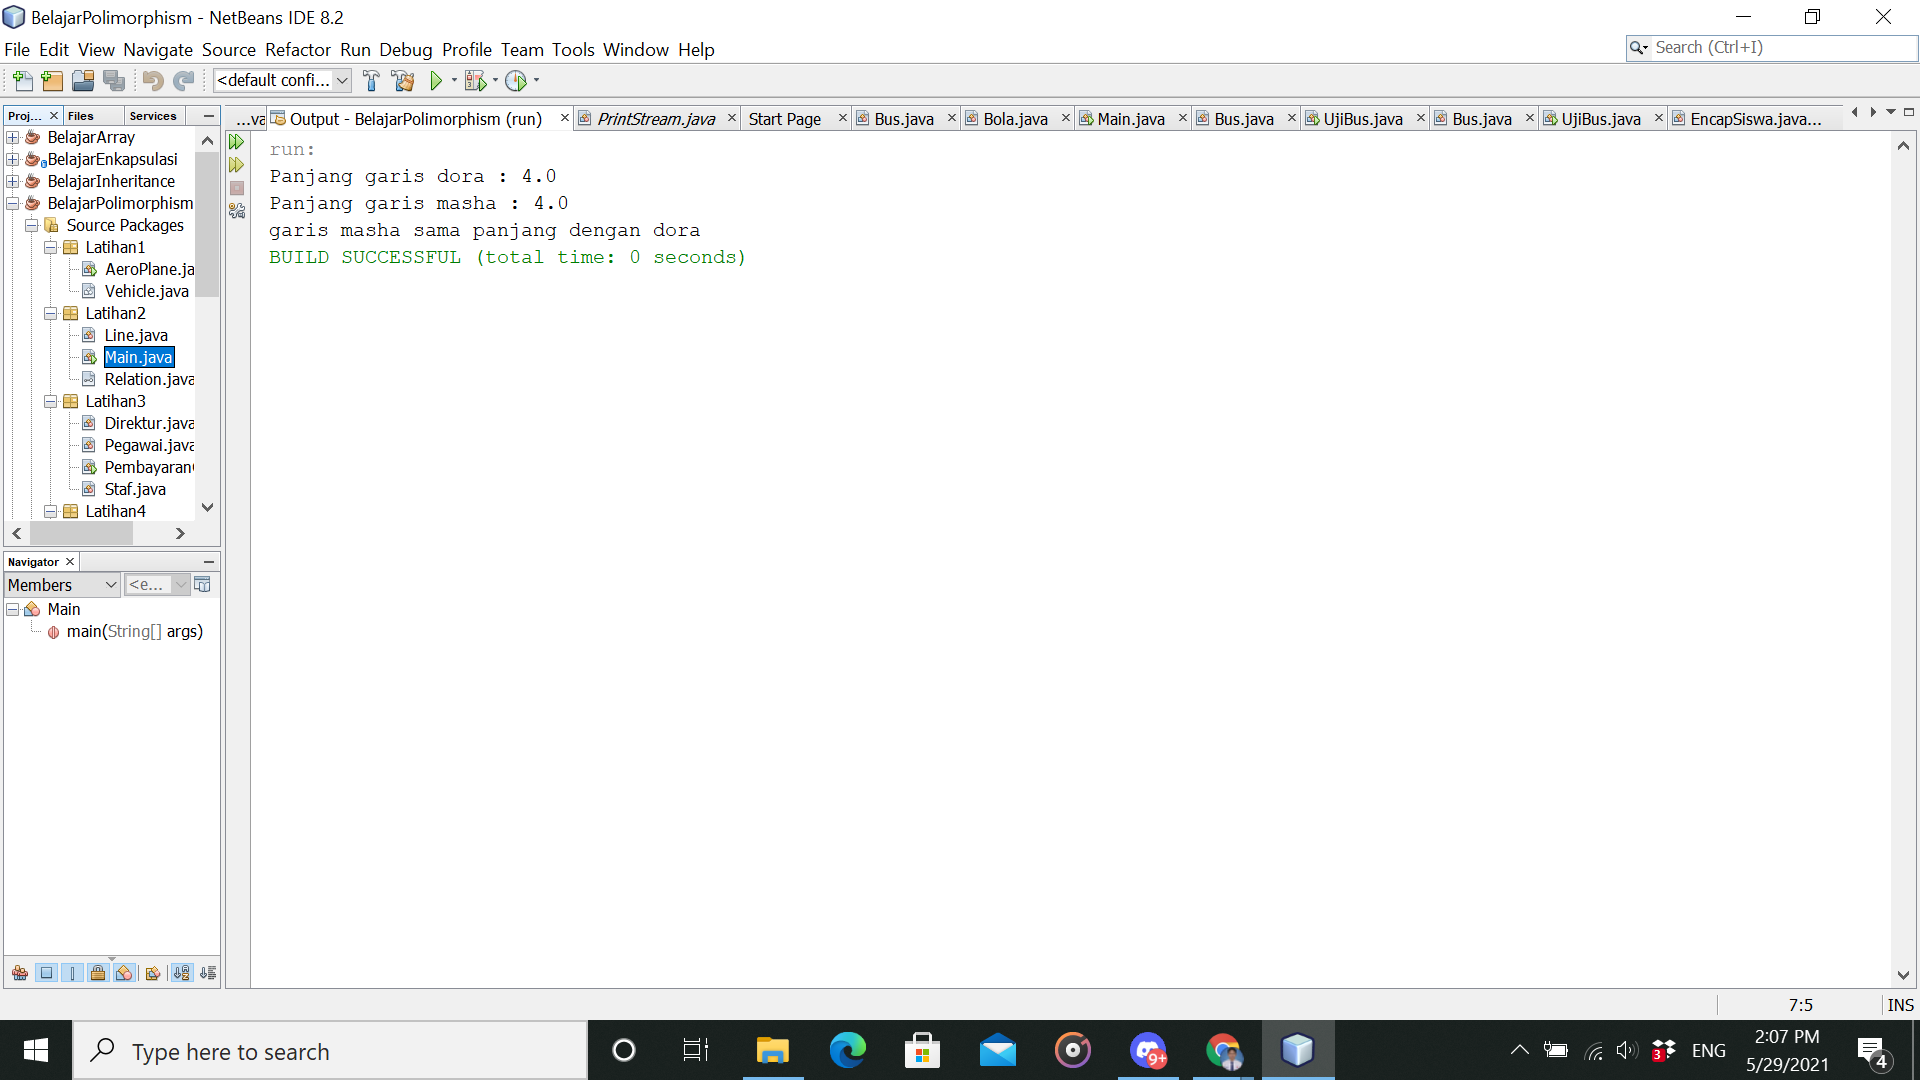 BelajarPolimorphism - NetBeans IDE 8.2
File Edit View Navigate Source Refactor Run Debug Profile Team Tools Window Help
Search (Ctrl+I)
<default confi...
Proj... Files Services
...va Output - BelajarPolimorphism (run) PrintStream.java Start Page Bus.java Bola.java Main.java Bus.java UjiBus.java Bus.java UjiBus.java EncapSiswa.java...
BelajarArray
BelajarEnkapsulasi
BelajarInheritance
BelajarPolimorphism
Source Packages
Latihan1
AeroPlane.ja
Vehicle.java
Latihan2
Line.java
Main.java
Relation.java
Latihan3
Direktur.java
Pegawai.java
Pembayaran
Staf.java
Latihan4
run:
Panjang garis dora : 4.0
Panjang garis masha : 4.0
garis masha sama panjang dengan dora
BUILD SUCCESSFUL (total time: 0 seconds)
Navigator
Members <e...
Main
main(String[] args)
7:5 INS
Type here to search
9+
3
ENG
2:07 PM
5/29/2021
4